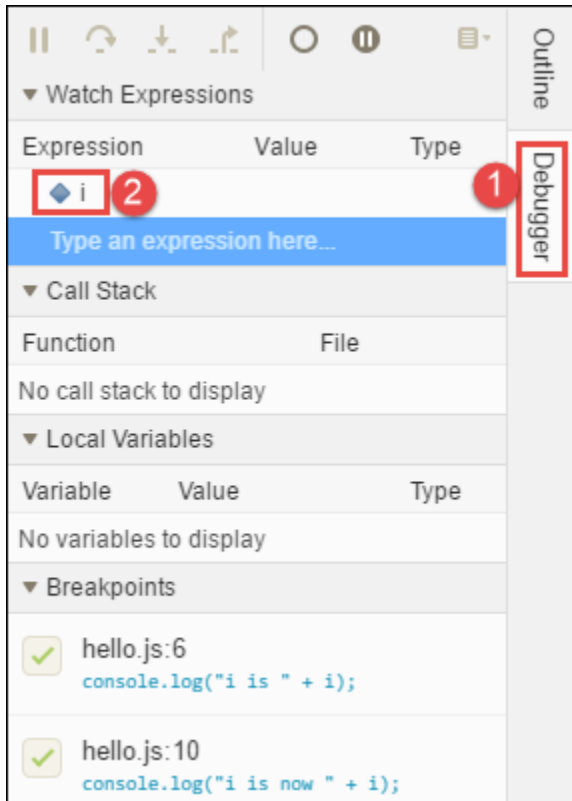 Watch Expressions
Expression Value Type
i 2
Type an expression here...
Call Stack
Function File
No call stack to display
Local Variables
Variable Value Type
No variables to display
Breakpoints
hello.js:6
console.log("i is " + i);
hello.js:10
console.log("i is now " + i);
Outline
1 Debugger